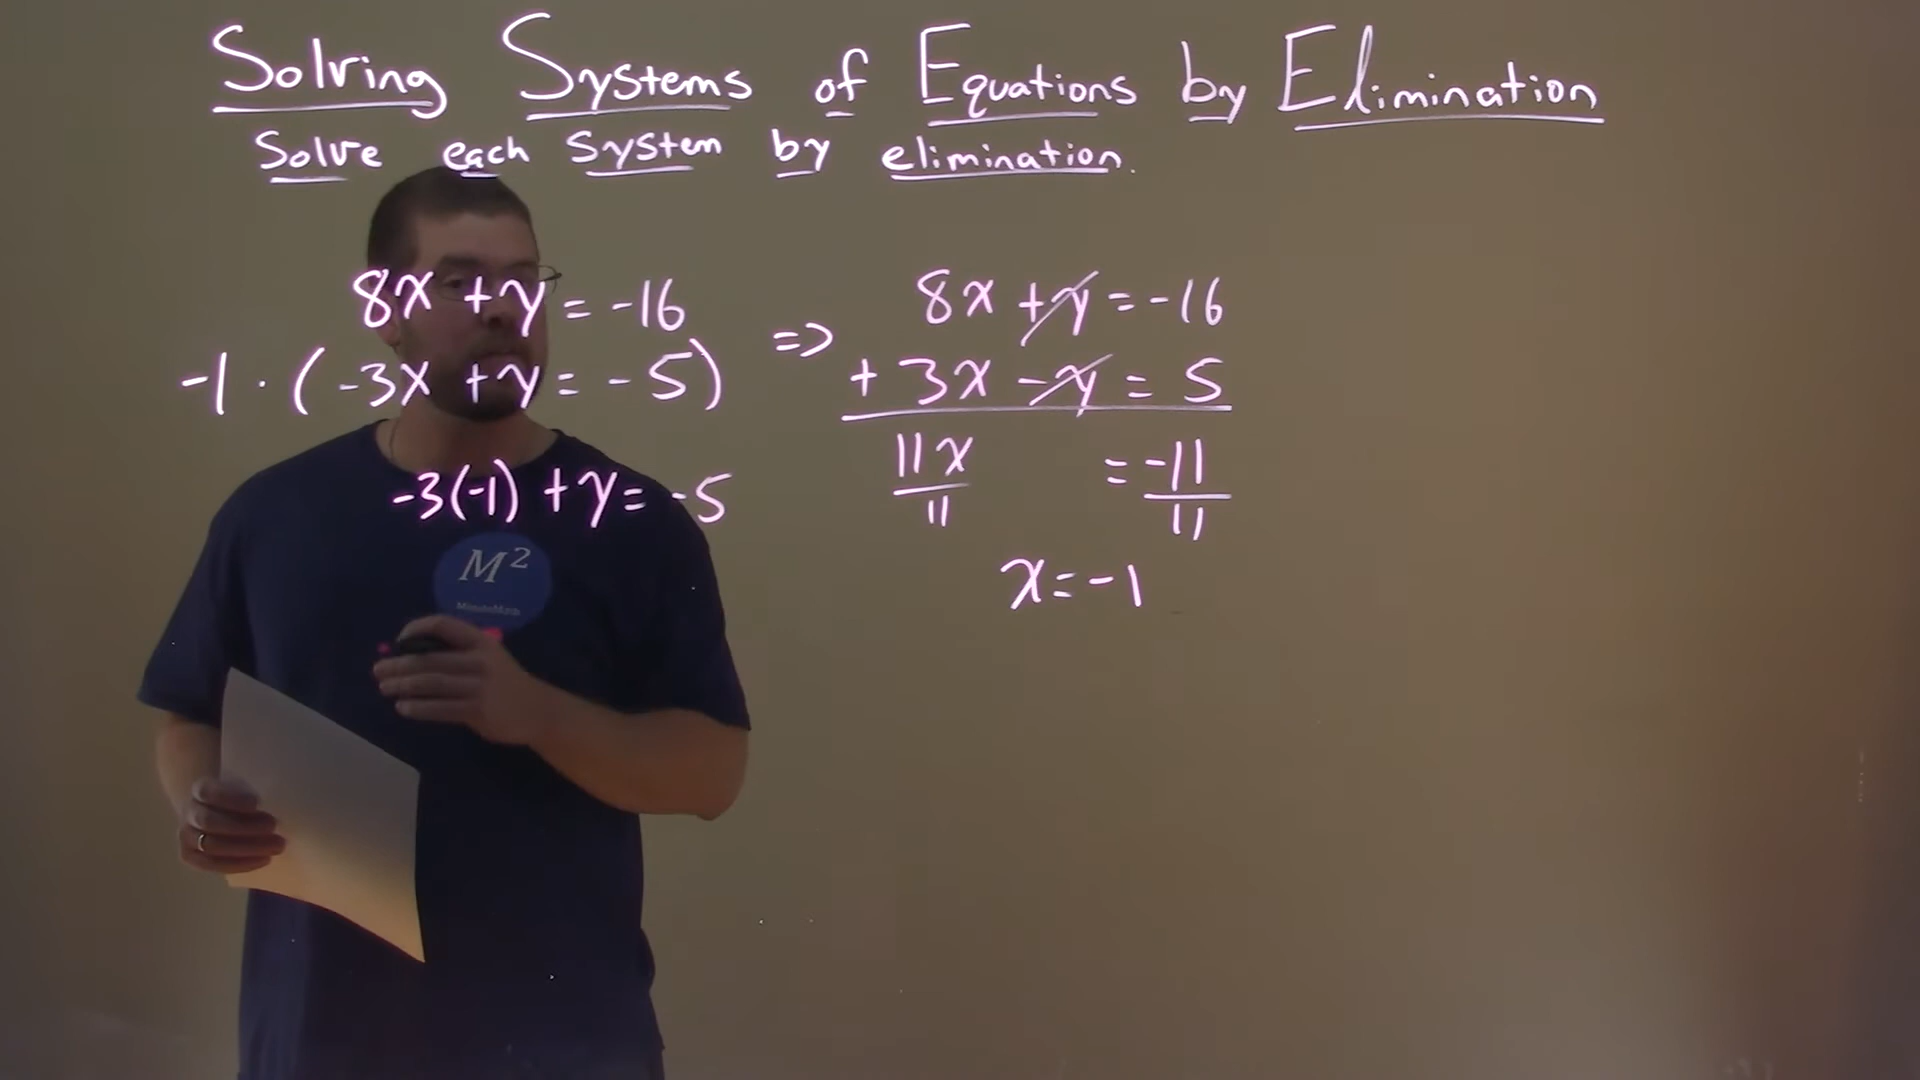 Solving Systems of Equations by Elimination
Solve each system by elimination.
8x + y = -16
-1 · (-3x + y = -5)
-3(-1) + y = -5
=>
8x + y = -16
+ 3x - y = 5
11x = -11
11 11
x = -1
M²
MinuteMath